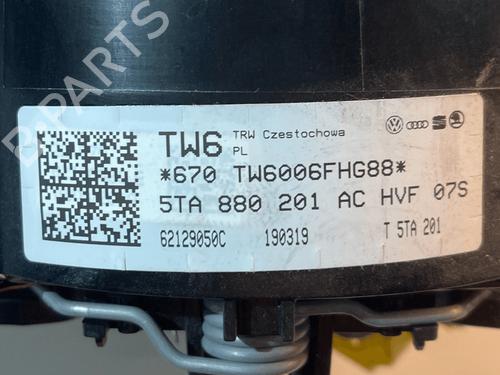 B-PARTS
TW6 TRW Czestochowa
PL
*670 TW6006FHG88*
5TA 880 201 AC HVF 07S
62129050C 190319 T 5TA 201